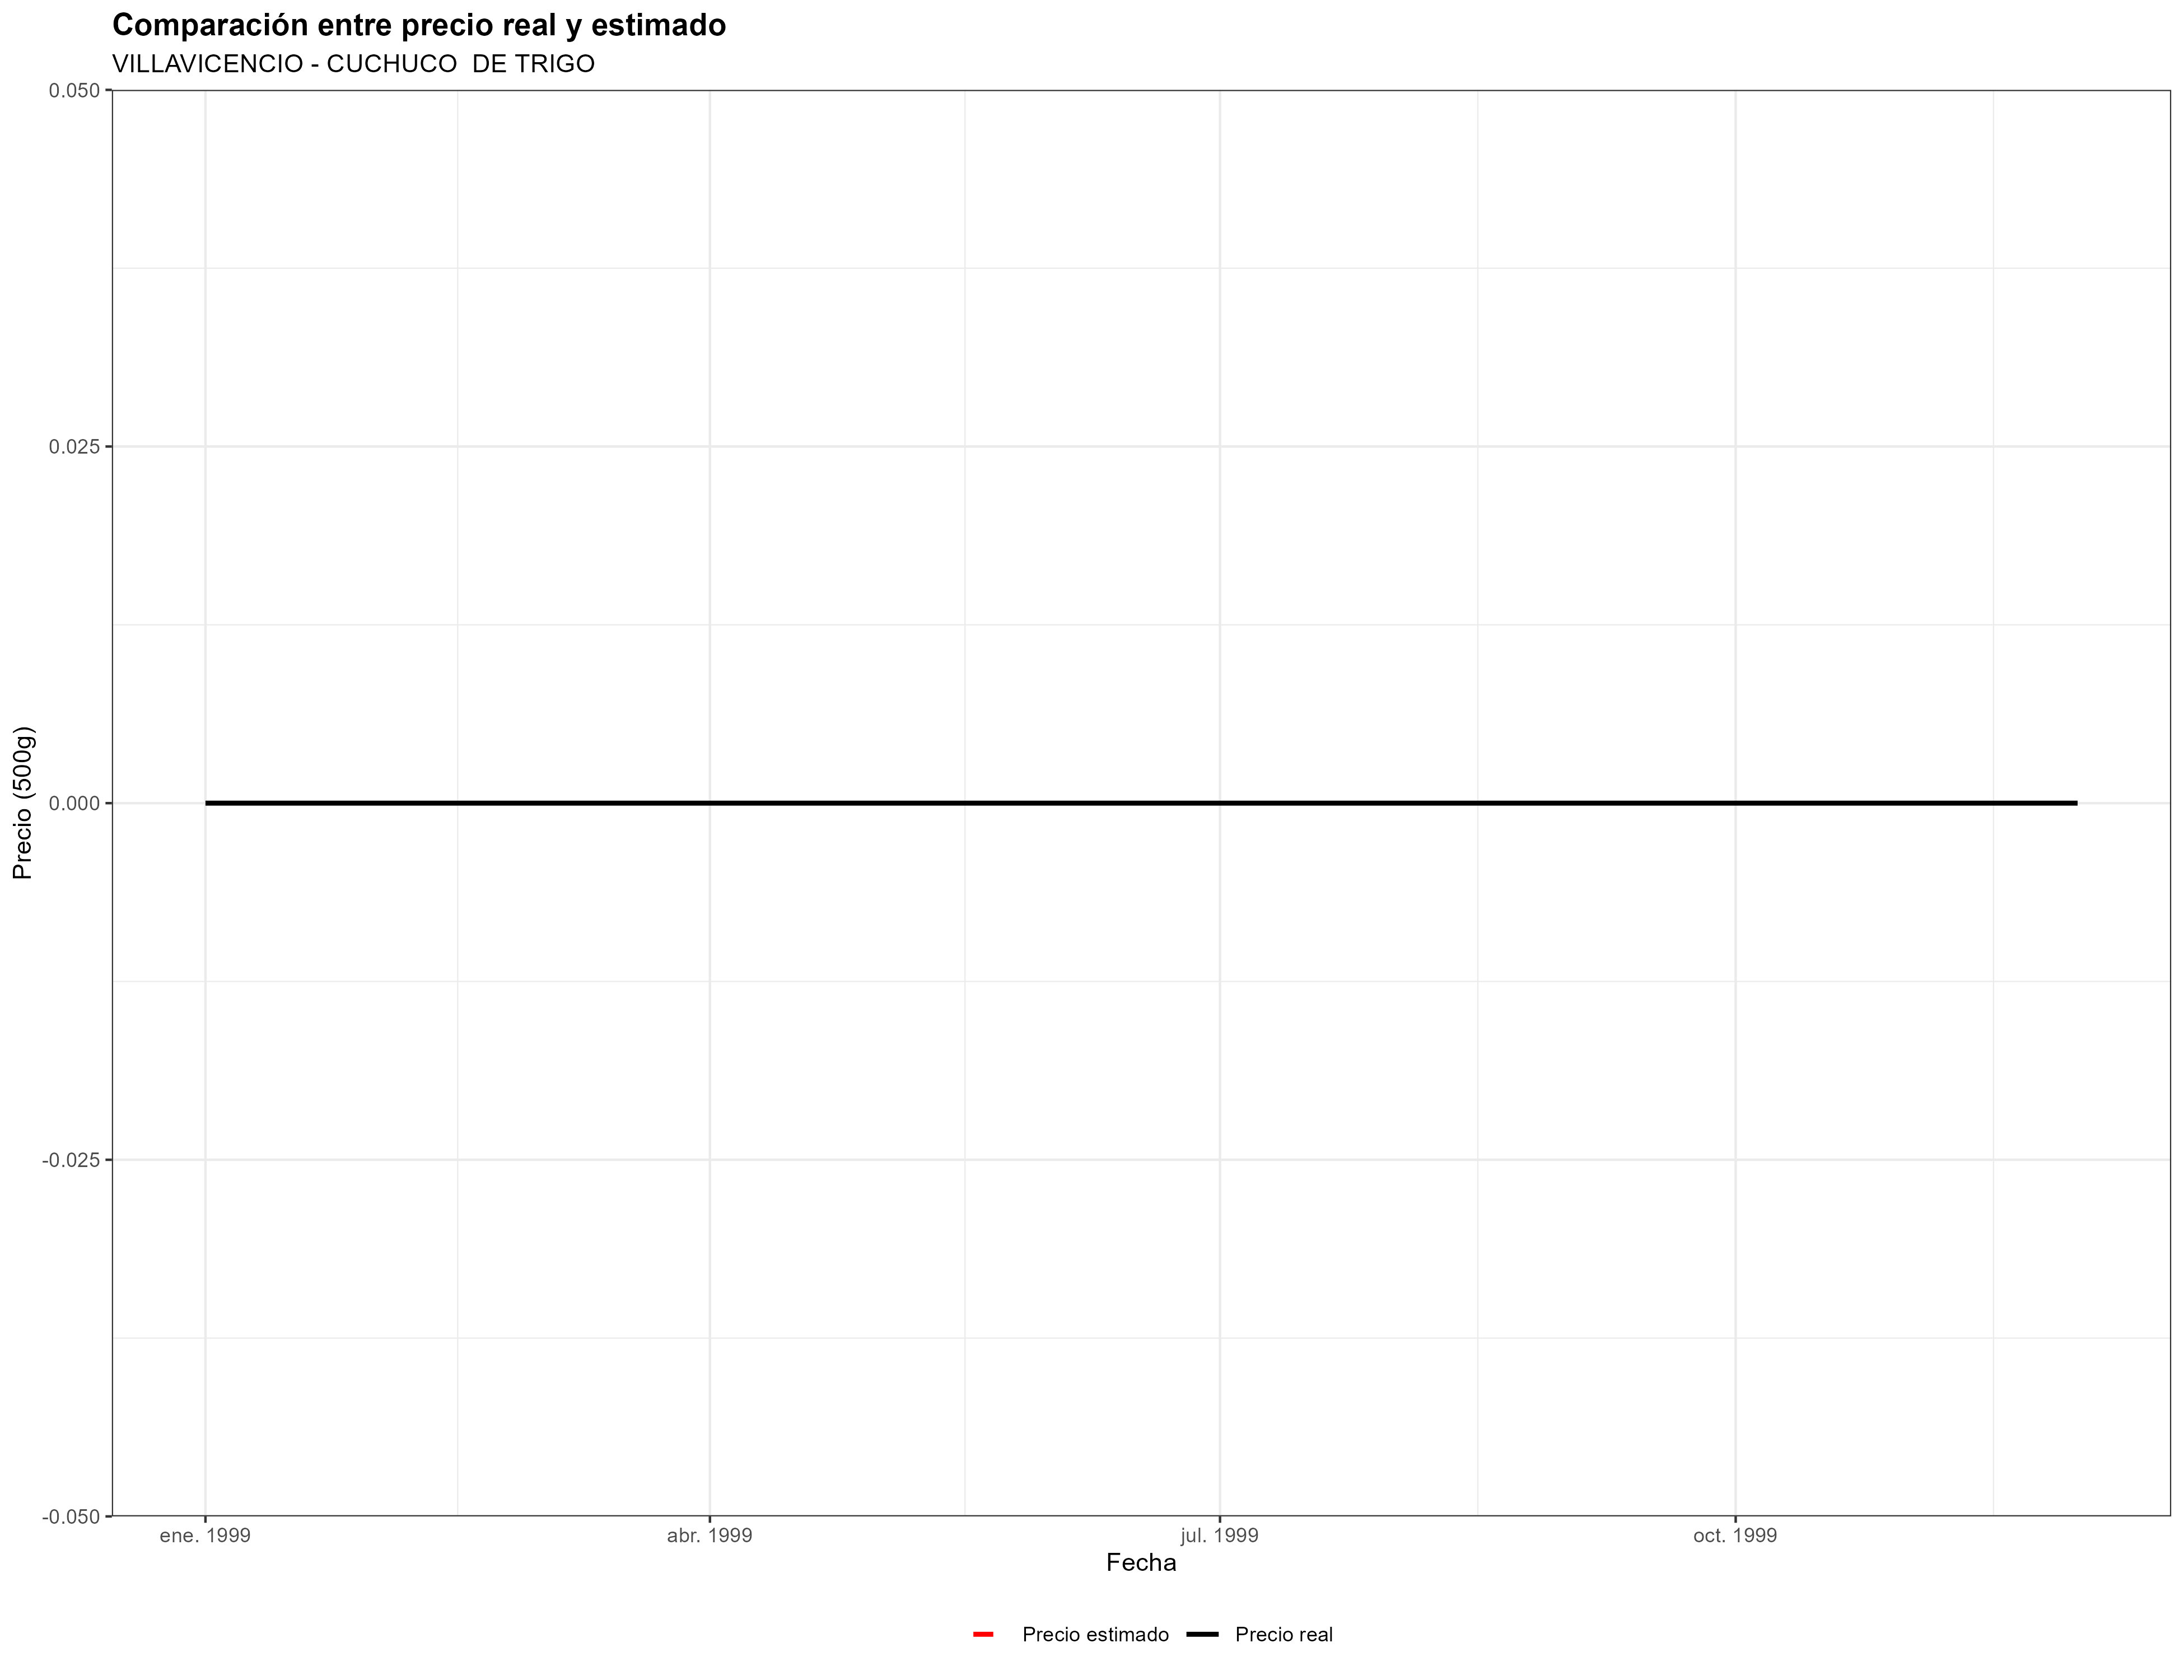 Comparación entre precio real y estimado
VILLAVICENCIO - CUCHUCO  DE TRIGO
0.050
0.025
0.000
-0.025
-0.050
Precio (500g)
ene. 1999 abr. 1999 jul. 1999 oct. 1999
Fecha
Precio estimado Precio real